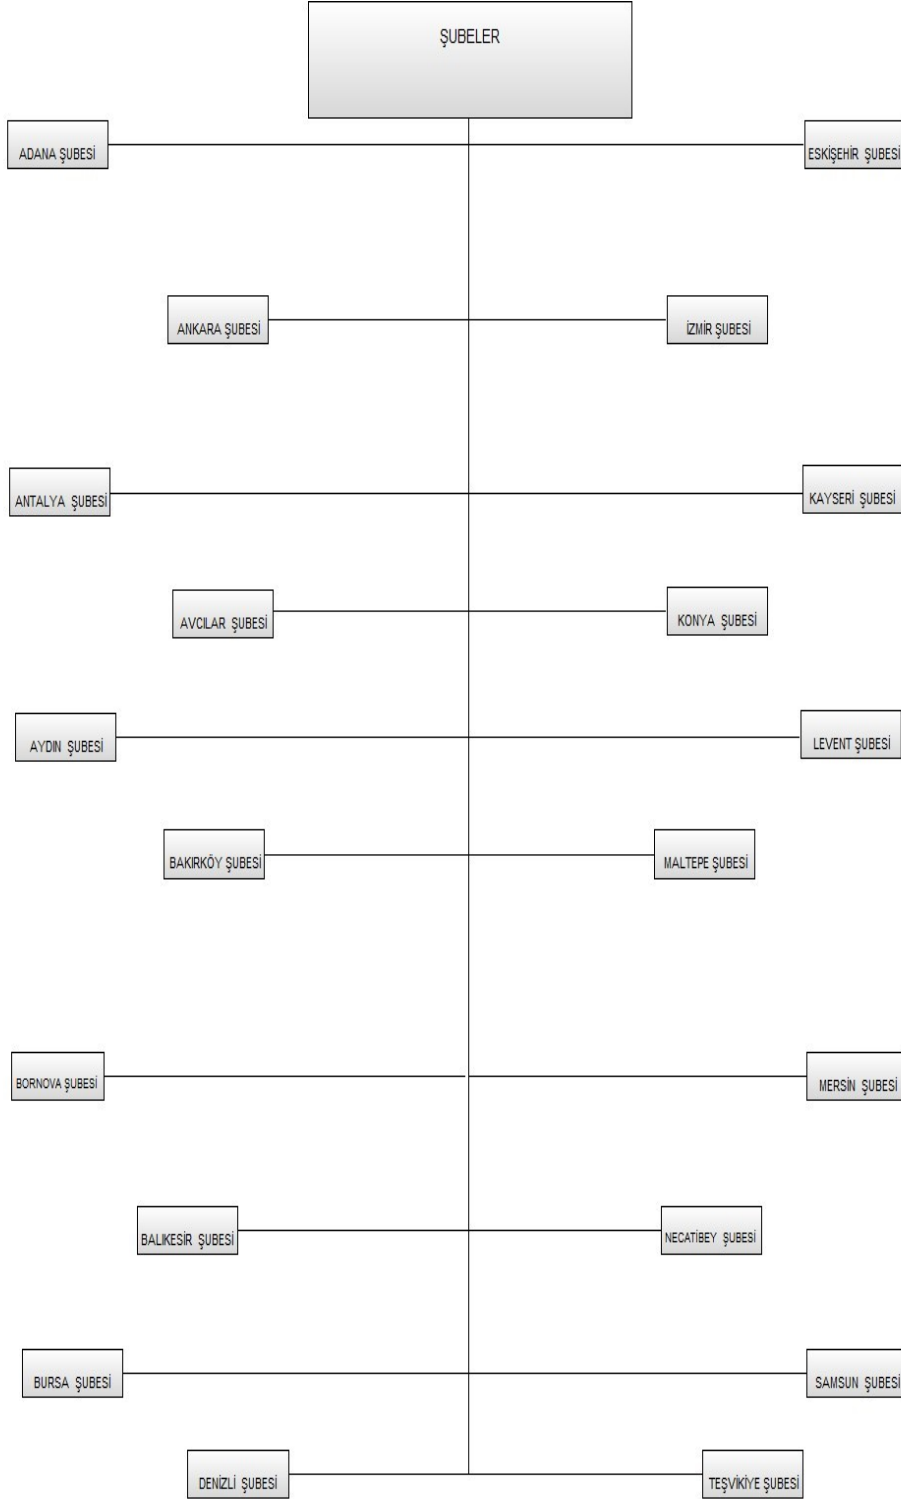 ŞUBELER
ADANA ŞUBESİ
ESKİŞEHİR ŞUBESİ
ANKARA ŞUBESİ
İZMİR ŞUBESİ
ANTALYA ŞUBESİ
KAYSERİ ŞUBESİ
AVCILAR ŞUBESİ
KONYA ŞUBESİ
AYDIN ŞUBESİ
LEVENT ŞUBESİ
BAKIRKÖY ŞUBESİ
MALTEPE ŞUBESİ
BORNOVA ŞUBESİ
MERSİN ŞUBESİ
BALIKESİR ŞUBESİ
NECATİBEY ŞUBESİ
BURSA ŞUBESİ
SAMSUN ŞUBESİ
DENİZLİ ŞUBESİ
TEŞVİKİYE ŞUBESİ